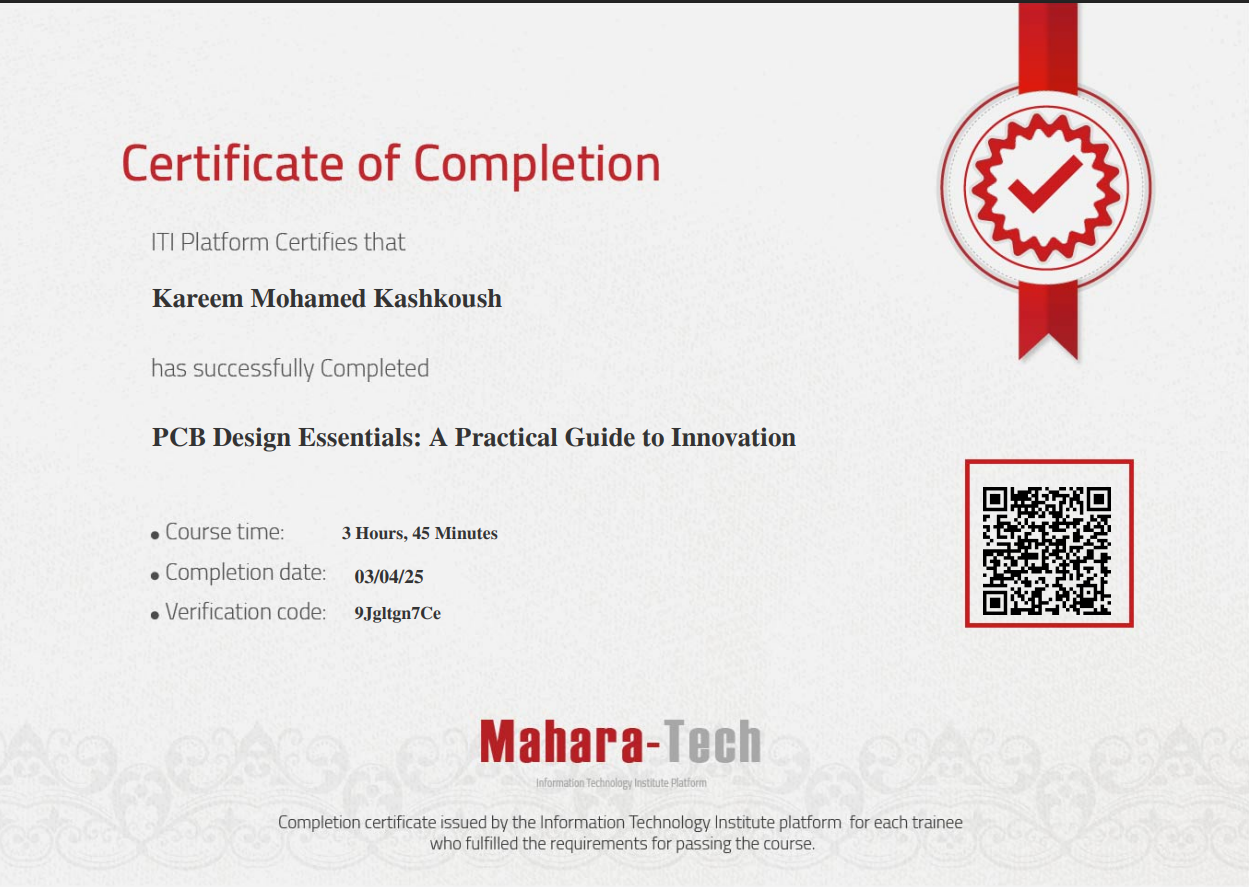 Certificate of Completion
ITI Platform Certifies that
Kareem Mohamed Kashkoush
has successfully Completed
PCB Design Essentials: A Practical Guide to Innovation
Course time: 3 Hours, 45 Minutes
Completion date: 03/04/25
Verification code: 9Jgltgn7Ce
Mahara-Tech
Information Technology Institute Platform
Completion certificate issued by the Information Technology Institute platform for each trainee
who fulfilled the requirements for passing the course.